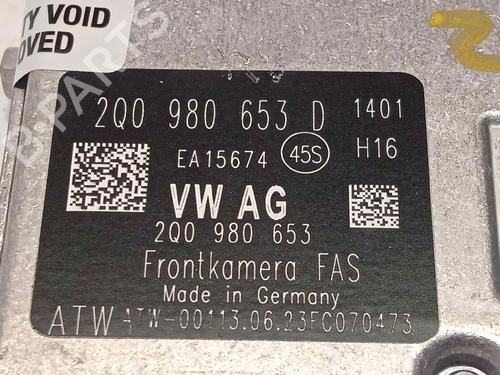 TY VOID
OVED
2Q0 980 653 D 1401
EA15674 45S H16
VW AG
2Q0 980 653
Frontkamera FAS
Made in Germany
ATW ATW-00113.06.23FC070473
B-PARTS